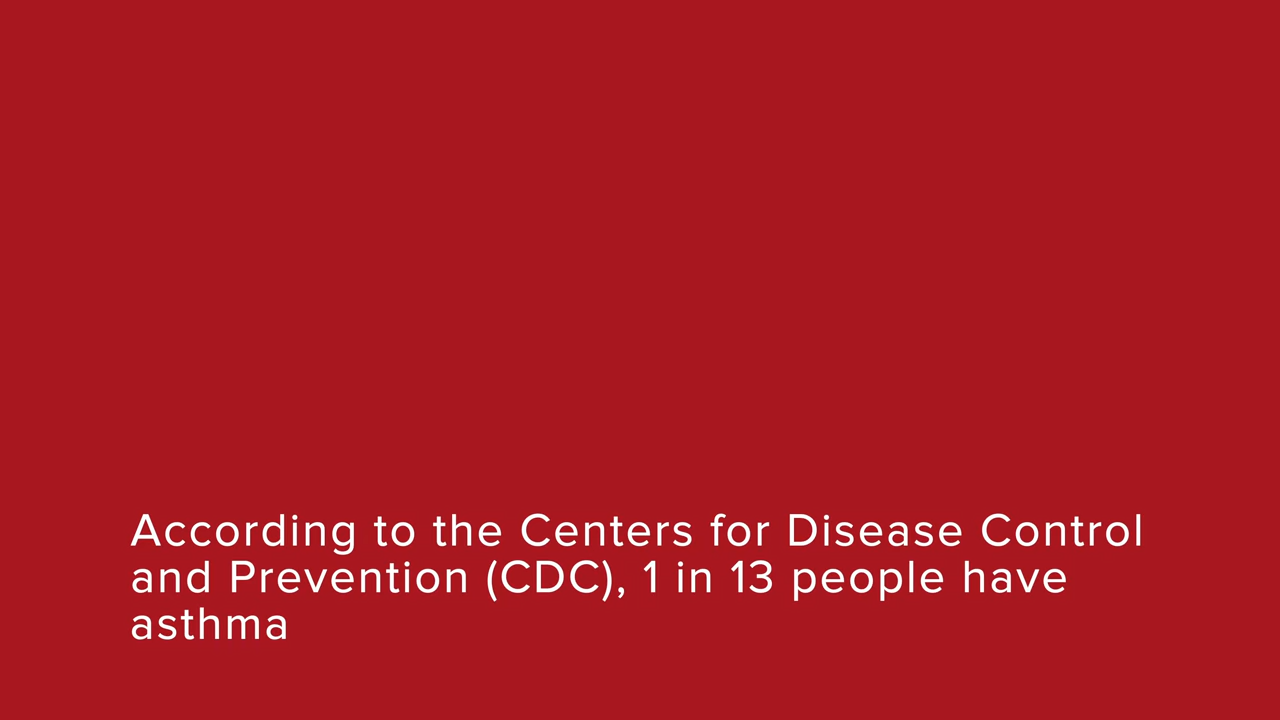 According to the Centers for Disease Control
and Prevention (CDC), 1 in 13 people have
asthma